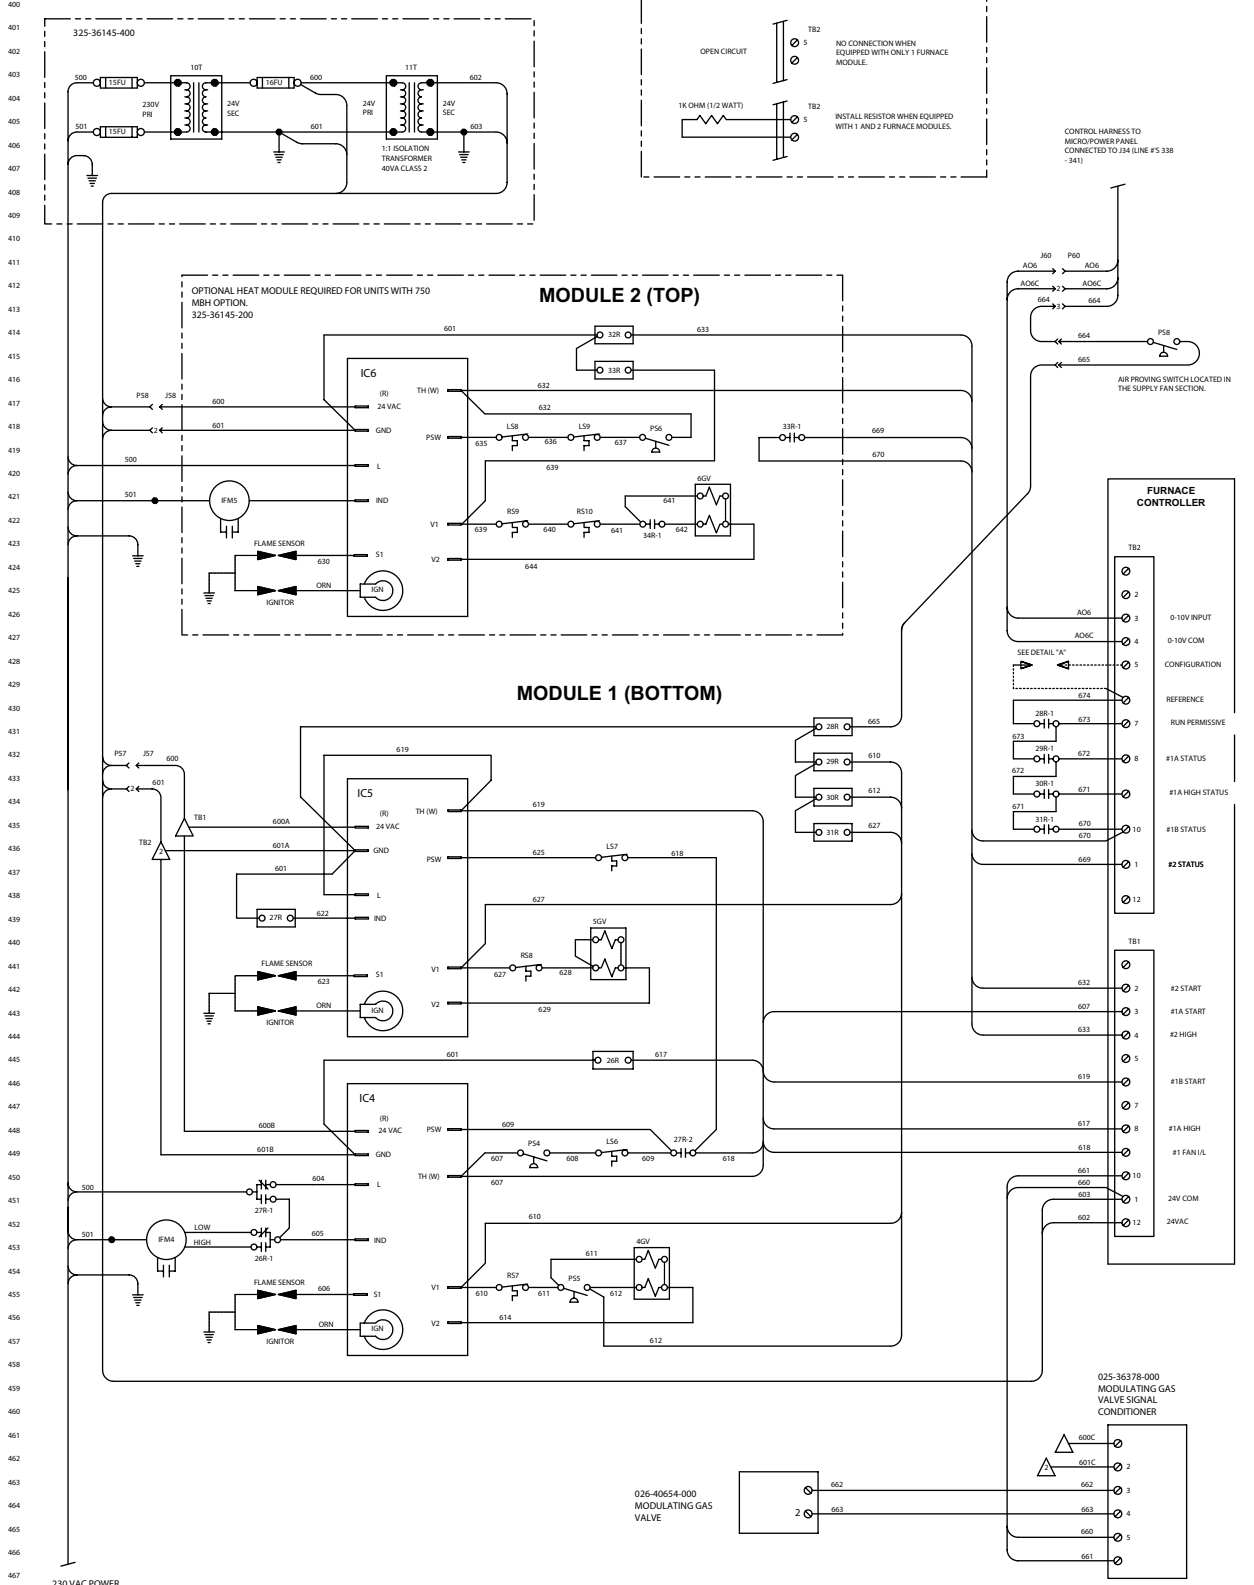 400
401
325-36145-400
TB2
OPEN CIRCUIT
S
NO CONNECTION WHEN
EQUIPPED WITH ONLY 1 FURNACE
MODULE.
402
403
10T
11T
500
15FU
16FU
600
602
404
230V
PRI
24V
SEC
24V
PRI
24V
SEC
1K OHM (1/2 WATT)
TB2
405
501
15FU
601
603
S
INSTALL RESISTOR WHEN EQUIPPED
WITH 1 AND 2 FURNACE MODULES.
406
1:1 ISOLATION
TRANSFORMER
40VA CLASS 2
CONTROL HARNESS TO
MICRO/POWER PANEL
CONNECTED TO J34 (LINE #'S 338
- 341)
407
408
409
410
411
J60 P60
AO6 AO6
412
AO6C 2 AO6C
OPTIONAL HEAT MODULE REQUIRED FOR UNITS WITH 750
MBH OPTION.
325-36145-200
MODULE 2 (TOP)
413
664 3 664
414
601 32R 633
664 PS8
415
665
IC6
33R
416
AIR PROVING SWITCH LOCATED IN
THE SUPPLY FAN SECTION.
(R)
TH (W)
632
417
P58 J58
600
24 VAC
632
418
2 601
GND
PSW
635 LS8 636 LS9 637 PS6
33R-1 669
419
500
L
639
670
420
6GV
421
501
IFM5
IND
641
FURNACE
CONTROLLER
422
V1
639 RS9 640 RS10 641 34R-1 642
423
FLAME SENSOR
630
S1
V2
TB2
424
644
425
IGNITOR
ORN
IGN
2
426
AO6 3 0-10V INPUT
427
AO6C 4 0-10V COM
428
SEE DETAIL "A"
5 CONFIGURATION
429
MODULE 1 (BOTTOM)
674 REFERENCE
430
28R-1 673 7 RUN PERMISSIVE
28R 665
431
673
619
432
P57 J57
600
29R 610
29R-1 672 8 #1A STATUS
433
672
2 601
IC5
30R 612
30R-1 671 #1A HIGH STATUS
434
671
(R)
TH (W)
619
435
TB1
600A
24 VAC
31R 627
31R-1 670 10 #1B STATUS
670
436
TB2
2
601A
GND
PSW
625 LS7 618
669 1 #2 STATUS
437
601
438
L
627
12
439
27R 622
IND
5GV
440
TB1
441
FLAME SENSOR
623
S1
V1
627 RS8 628
442
V2
632 2 #2 START
629
443
IGNITOR
ORN
IGN
607 3 #1A START
444
633 4 #2 HIGH
445
601 26R 617
5
446
619 #1B START
IC4
447
7
(R)
448
600B
24 VAC
PSW
609
617 8 #1A HIGH
449
601B
GND
PS4 LS6 27R-2
607 608 609 618
618 #1 FAN I/L
450
TH (W)
607
661 10
500
604
L
660
451
27R-1
603 1 24V COM
452
LOW
610
602 12 24VAC
453
501
IFM4
HIGH
26R-1
605
IND
4GV
454
611
FLAME SENSOR
455
606
S1
V1
610 RS7 611 PS5 612
456
V2
614
457
IGNITOR
ORN
IGN
612
458
459
025-36378-000
MODULATING GAS
VALVE SIGNAL
CONDITIONER
460
461
600C
462
2 601C 2
463
026-40654-000
MODULATING GAS
VALVE
662
662 3
464
2 663
663 4
465
660 5
466
661
467
230 VAC POWER